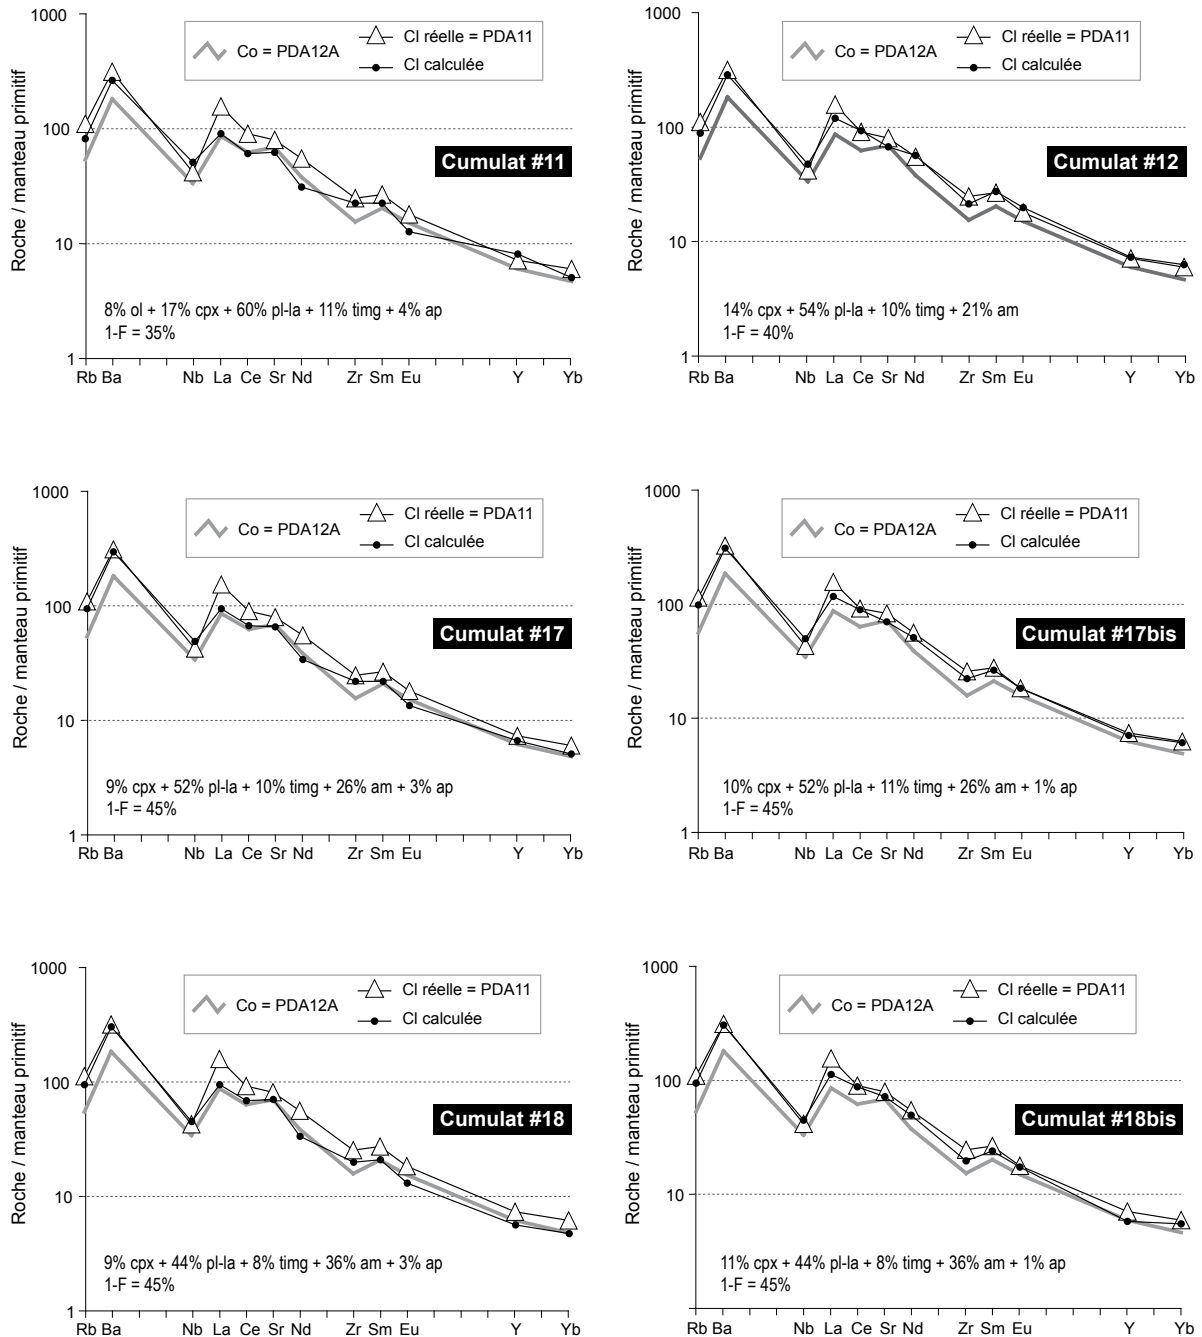 1000
100
10
1
Roche / manteau primitif
Co = PDA12A
Cl réelle = PDA11
Cl calculée
Cumulat #11
8% ol + 17% cpx + 60% pl-la + 11% timg + 4% ap
1-F = 35%
Rb Ba Nb La Ce Sr Nd Zr Sm Eu Y Yb
1000
100
10
1
Roche / manteau primitif
Co = PDA12A
Cl réelle = PDA11
Cl calculée
Cumulat #12
14% cpx + 54% pl-la + 10% timg + 21% am
1-F = 40%
Rb Ba Nb La Ce Sr Nd Zr Sm Eu Y Yb
1000
100
10
1
Roche / manteau primitif
Co = PDA12A
Cl réelle = PDA11
Cl calculée
Cumulat #17
9% cpx + 52% pl-la + 10% timg + 26% am + 3% ap
1-F = 45%
Rb Ba Nb La Ce Sr Nd Zr Sm Eu Y Yb
1000
100
10
1
Roche / manteau primitif
Co = PDA12A
Cl réelle = PDA11
Cl calculée
Cumulat #17bis
10% cpx + 52% pl-la + 11% timg + 26% am + 1% ap
1-F = 45%
Rb Ba Nb La Ce Sr Nd Zr Sm Eu Y Yb
1000
100
10
1
Roche / manteau primitif
Co = PDA12A
Cl réelle = PDA11
Cl calculée
Cumulat #18
9% cpx + 44% pl-la + 8% timg + 36% am + 3% ap
1-F = 45%
Rb Ba Nb La Ce Sr Nd Zr Sm Eu Y Yb
1000
100
10
Roche / manteau primitif
Co = PDA12A
Cl réelle = PDA11
Cl calculée
Cumulat #18bis
11% cpx + 44% pl-la + 8% timg + 36% am + 1% ap
1-F = 45%
Rb Ba Nb La Ce Sr Nd Zr Sm Eu Y Yb